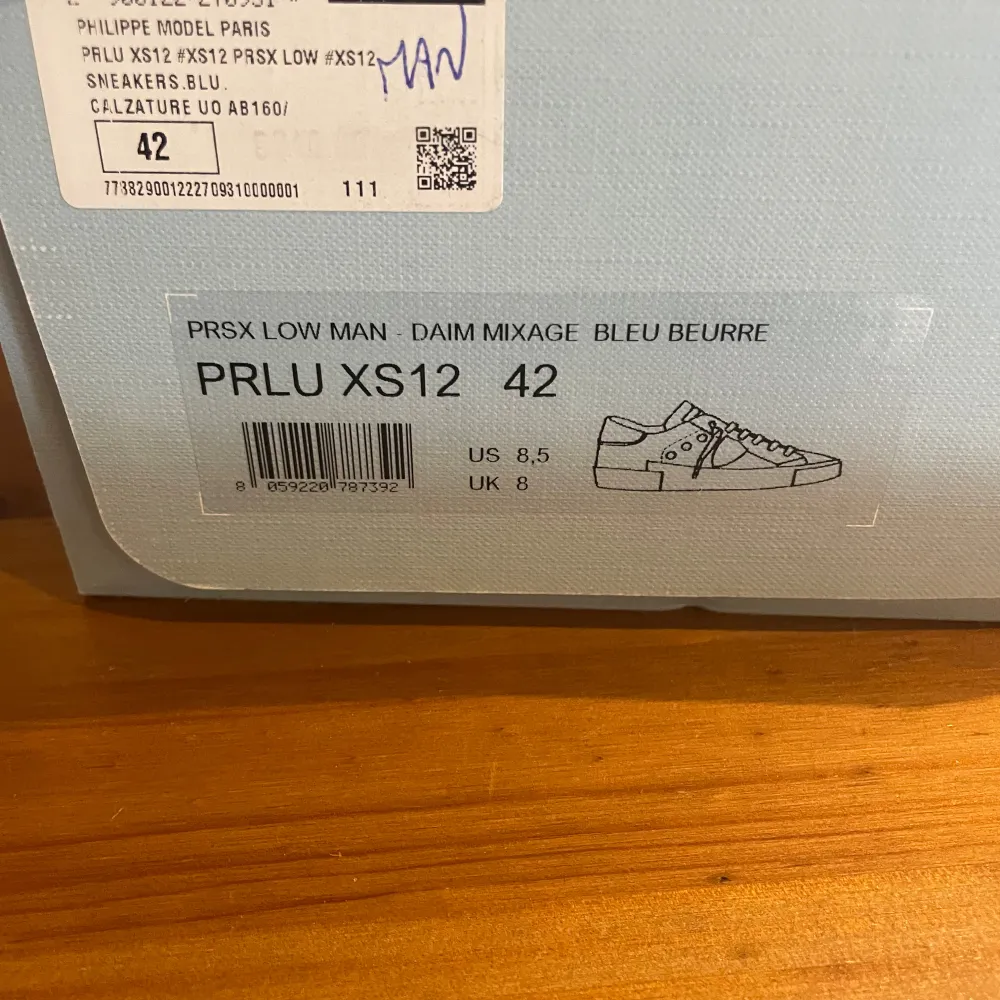 PHILIPPE MODEL PARIS
PRLU XS12 #XS12 PRSX LOW #XS12
MAN
SNEAKERS.BLU.
CALZATURE UO AB160/
42
778829001222709310000001 111
PRSX LOW MAN - DAIM MIXAGE BLEU BEURRE
PRLU XS12 42
US 8,5
UK 8
8 059220 787392